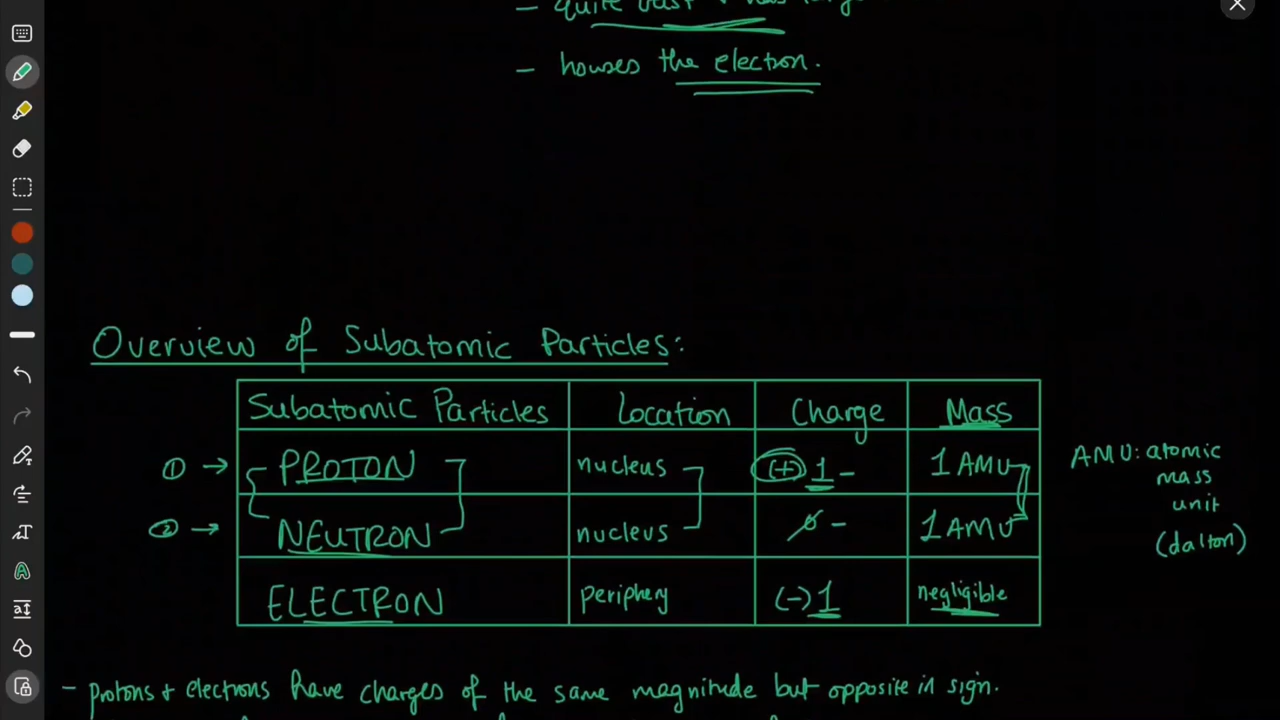 - quite vast
- houses the electron.
Overview of Subatomic Particles:
Subatomic Particles Location Charge Mass
① → PROTON nucleus (+) 1 - 1 AMU
② → NEUTRON nucleus ø - 1 AMU
ELECTRON periphery (-) 1 negligible
AMU: atomic
mass
unit
(dalton)
- protons + electrons have charges of the same magnitude but opposite in sign.